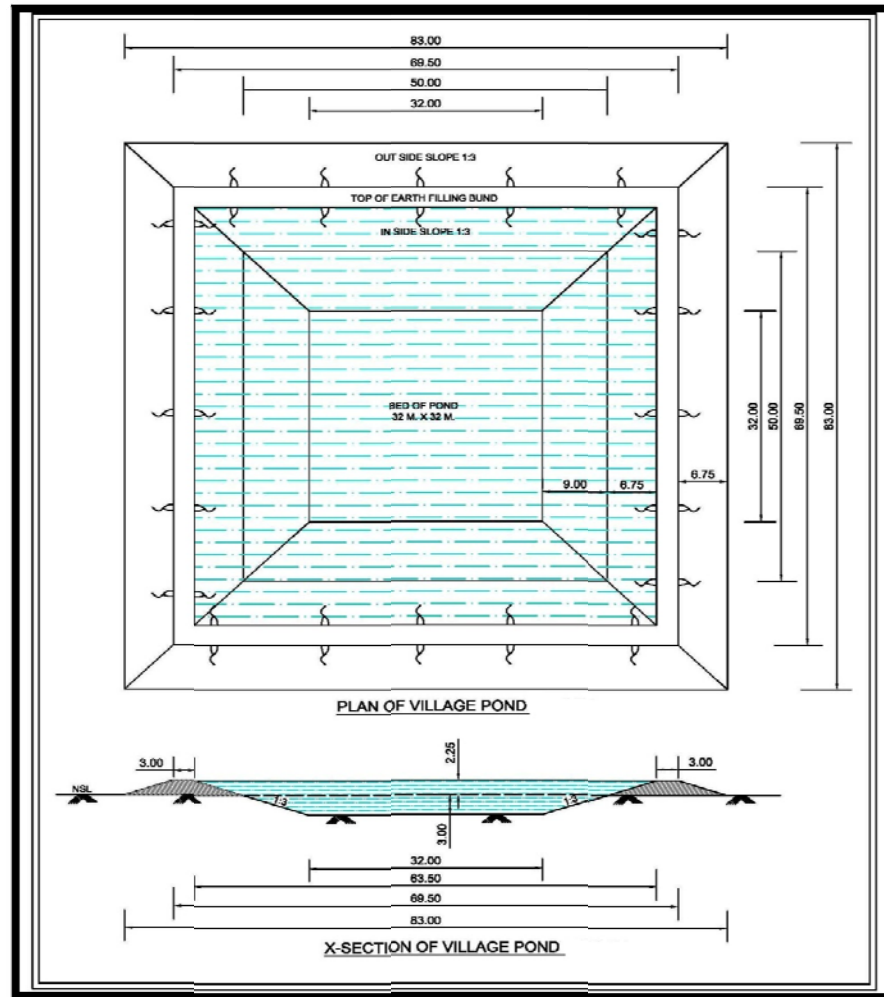 83.00
69.50
50.00
32.00
OUT SIDE SLOPE 1:3
TOP OF EARTH FILLING BUND
IN SIDE SLOPE 1:3
BED OF POND
32 M. X 32 M.
9.00
6.75
6.75
32.00
50.00
69.50
83.00
PLAN OF VILLAGE POND
3.00
2.25
3.00
NSL
1:3
1:3
3.00
32.00
63.50
69.50
83.00
X-SECTION OF VILLAGE POND